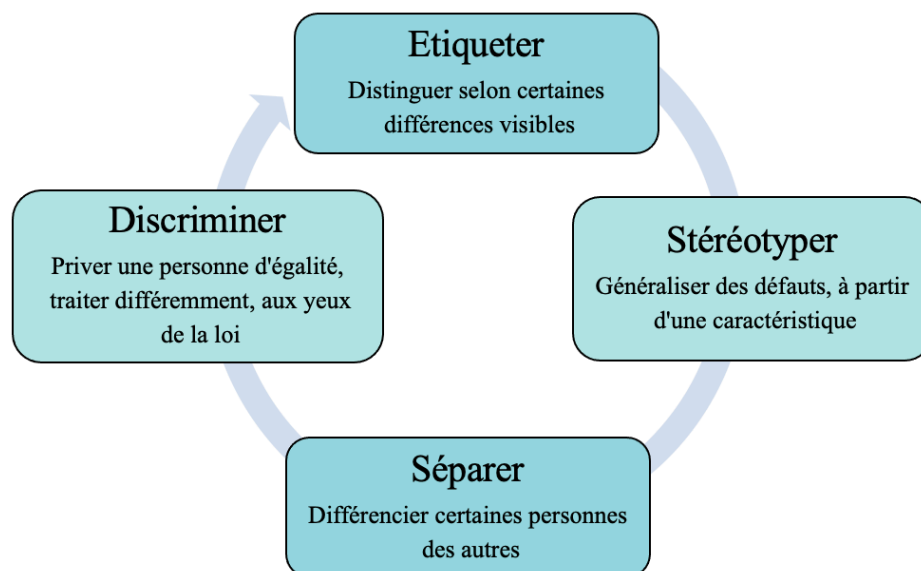 Etiqueter
Distinguer selon certaines
différences visibles
Stéréotyper
Généraliser des défauts, à partir
d'une caractéristique
Séparer
Différencier certaines personnes
des autres
Discriminer
Priver une personne d'égalité,
traiter différemment, aux yeux
de la loi